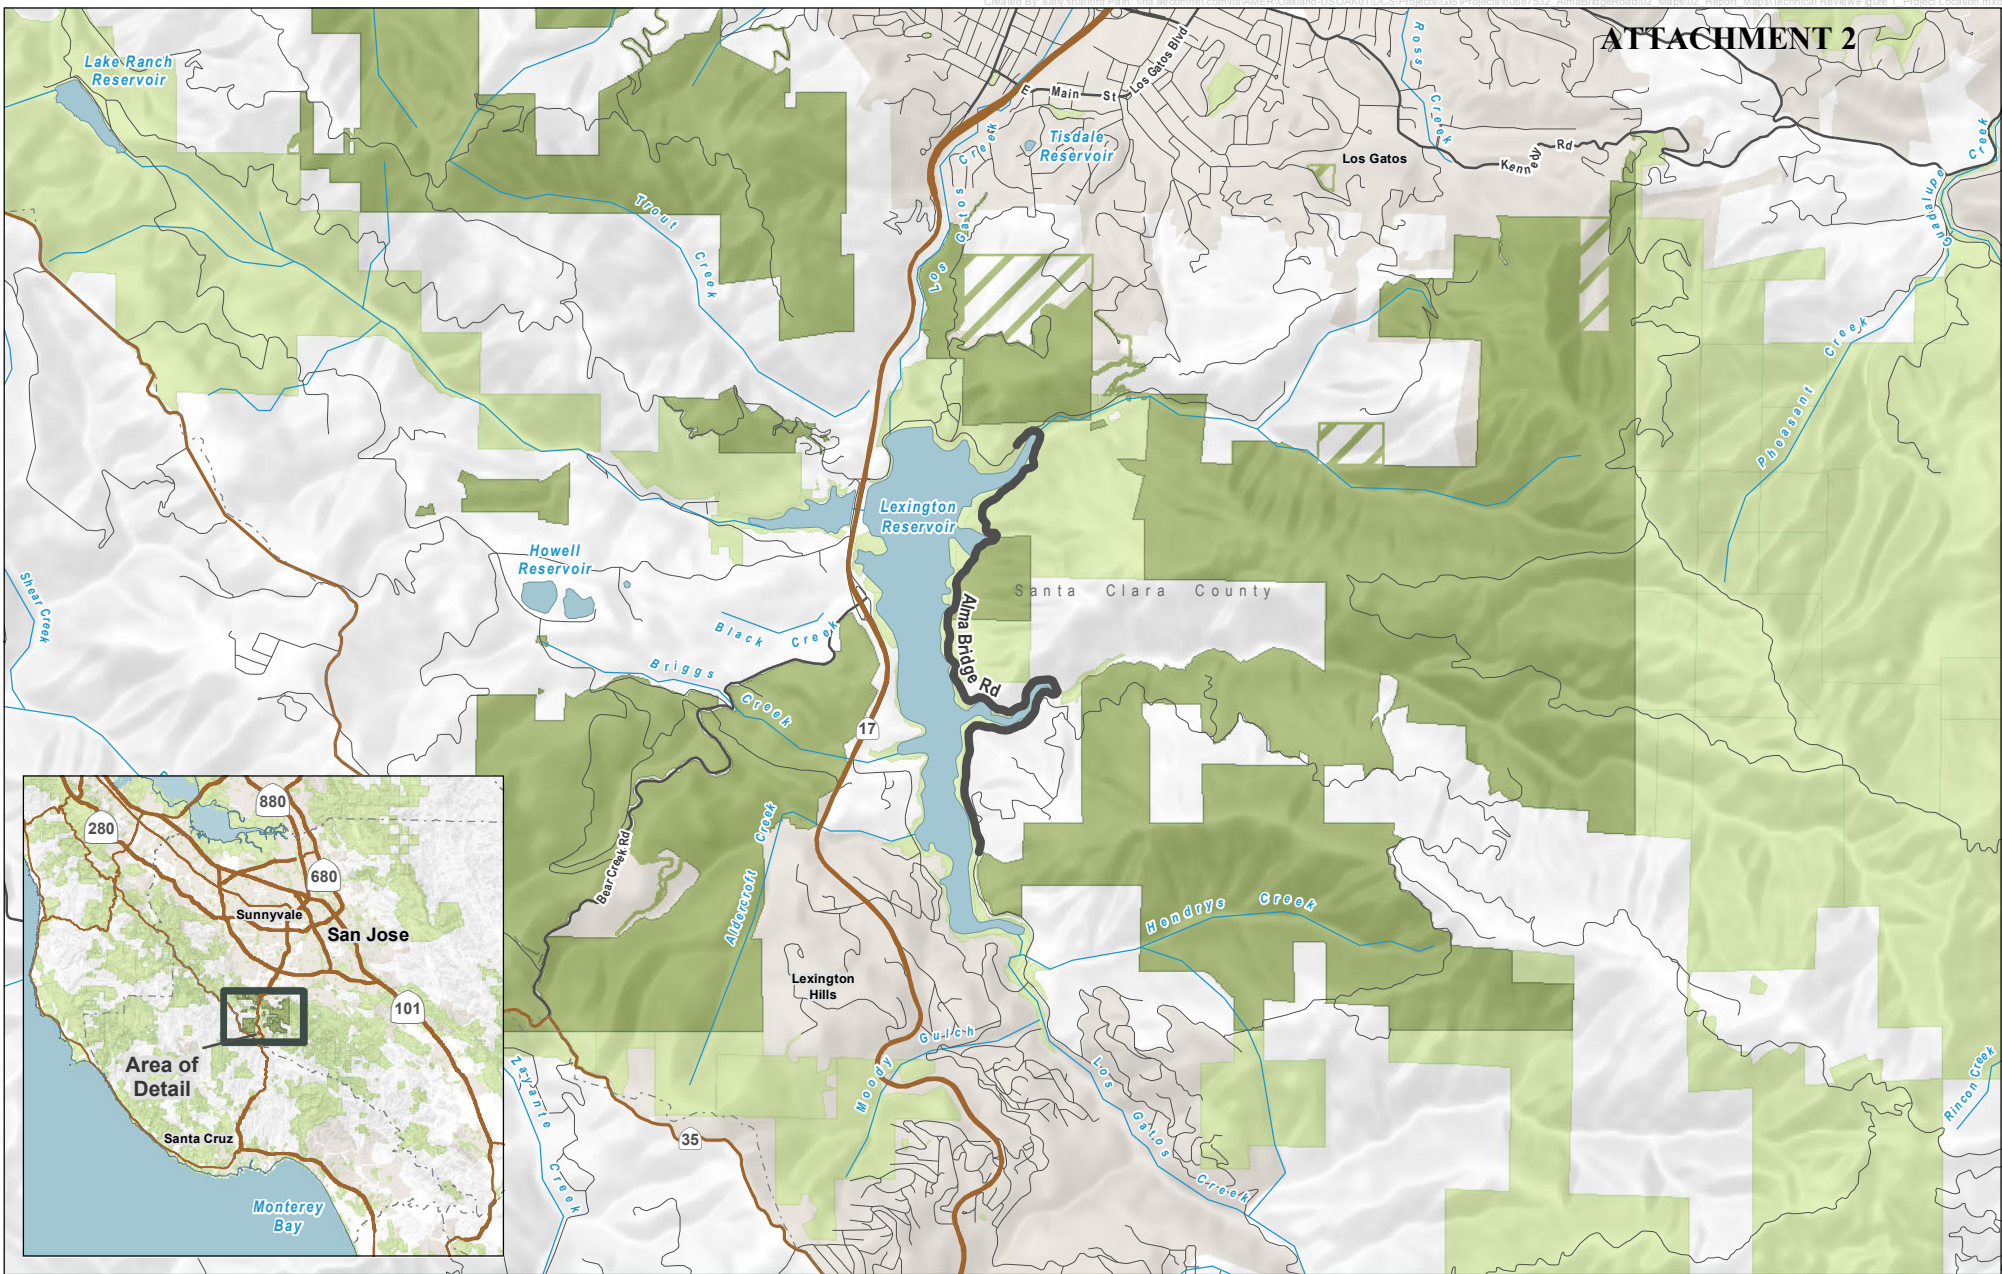 ATTACHMENT 2
Lake Ranch
Reservoir
Ross
Creek
E Main St
Los Gatos Blvd
Tisdale
Reservoir
Los Gatos
Kennedy Rd
Guadalupe
Creek
Trout
Creek
Los Gatos Creek
Pheasant Creek
Lexington
Reservoir
Howell
Reservoir
Shear Creek
Black Creek
Briggs
Creek
Santa Clara County
Alma Bridge Rd
17
Bear Creek Rd
Aldercroft Creek
Hendrys Creek
Lexington
Hills
Moody Gulch
Los Gatos Creek
Zayante Creek
35
Rincon Creek
880
280
680
Sunnyvale
San Jose
101
Area of
Detail
Santa Cruz
Monterey
Bay